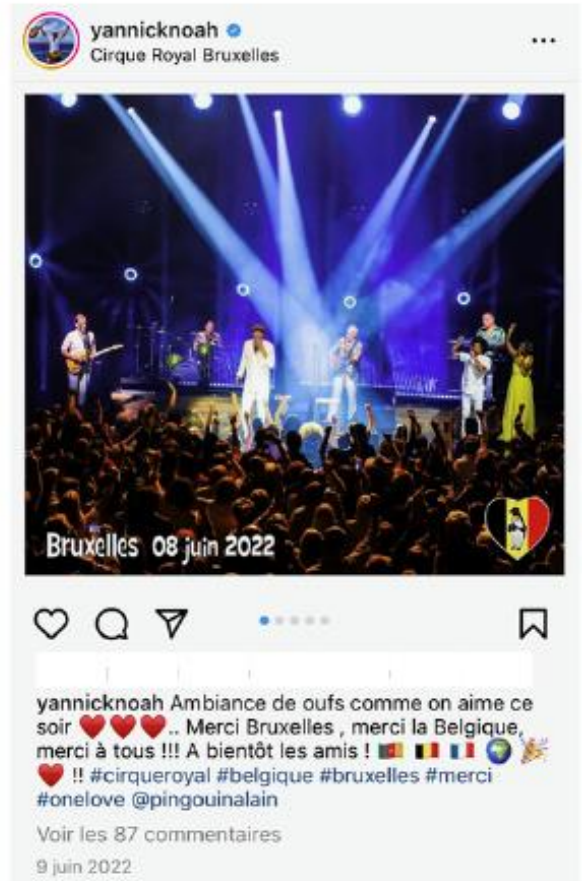 yannicknoah
Cirque Royal Bruxelles
Bruxelles 08 juin 2022
yannicknoah Ambiance de oufs comme on aime ce
soir ❤️❤️❤️.. Merci Bruxelles , merci la Belgique,
merci à tous !!! A bientôt les amis ! 🇨🇲 🇧🇪 🇫🇷 🌍 🎉
❤️ !! #cirqueroyal #belgique #bruxelles #merci
#onelove @pingouinalain
Voir les 87 commentaires
9 juin 2022